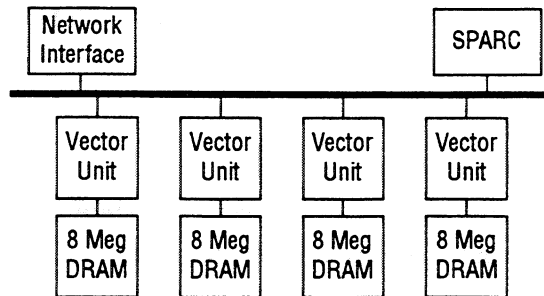 Network
Interface
SPARC
Vector
Unit
Vector
Unit
Vector
Unit
Vector
Unit
8 Meg
DRAM
8 Meg
DRAM
8 Meg
DRAM
8 Meg
DRAM